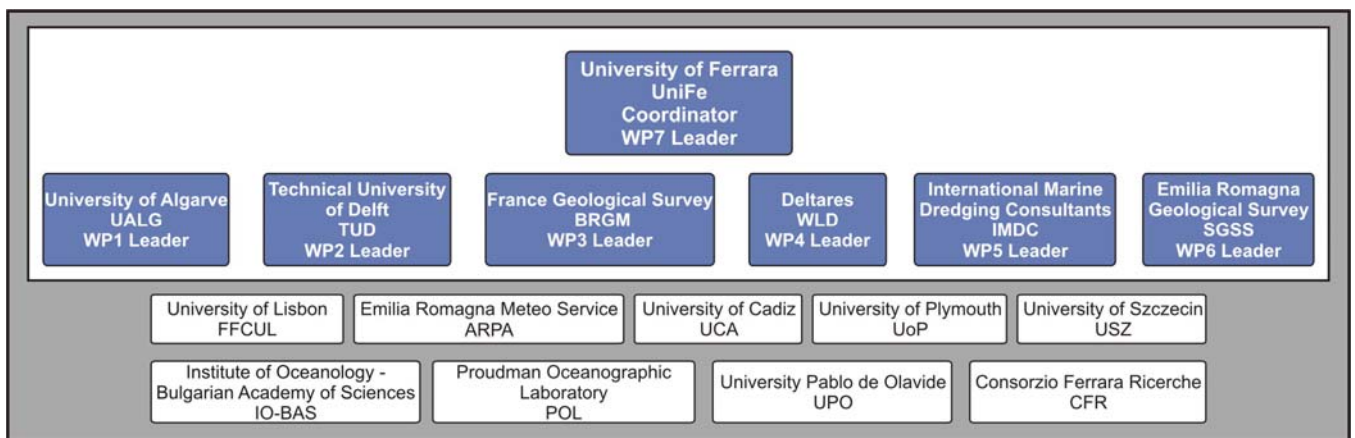 University of Ferrara
UniFe
Coordinator
WP7 Leader
University of Algarve
UALG
WP1 Leader
Technical University
of Delft
TUD
WP2 Leader
France Geological Survey
BRGM
WP3 Leader
Deltares
WLD
WP4 Leader
International Marine
Dredging Consultants
IMDC
WP5 Leader
Emilia Romagna
Geological Survey
SGSS
WP6 Leader
University of Lisbon
FFCUL
Emilia Romagna Meteo Service
ARPA
University of Cadiz
UCA
University of Plymouth
UoP
University of Szczecin
USZ
Institute of Oceanology -
Bulgarian Academy of Sciences
IO-BAS
Proudman Oceanographic
Laboratory
POL
University Pablo de Olavide
UPO
Consorzio Ferrara Ricerche
CFR